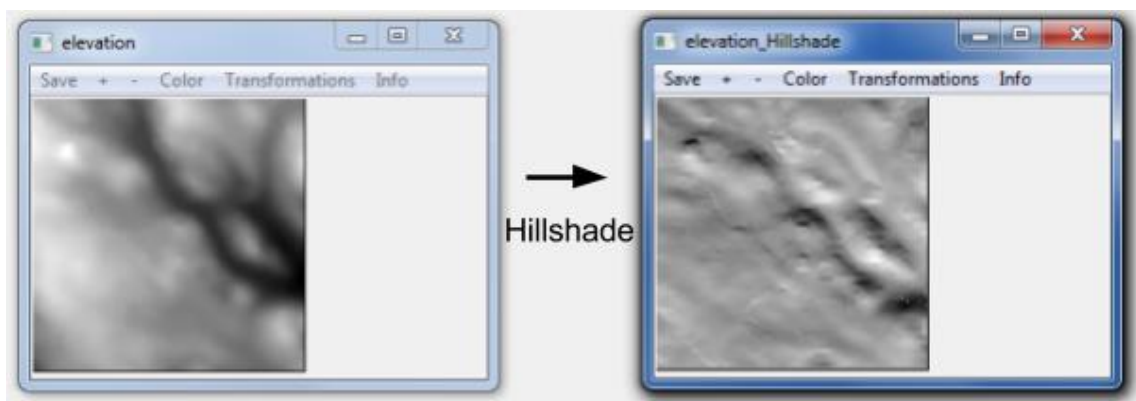 elevation
Save + - Color Transformations Info
Hillshade
elevation_Hillshade
Save + - Color Transformations Info